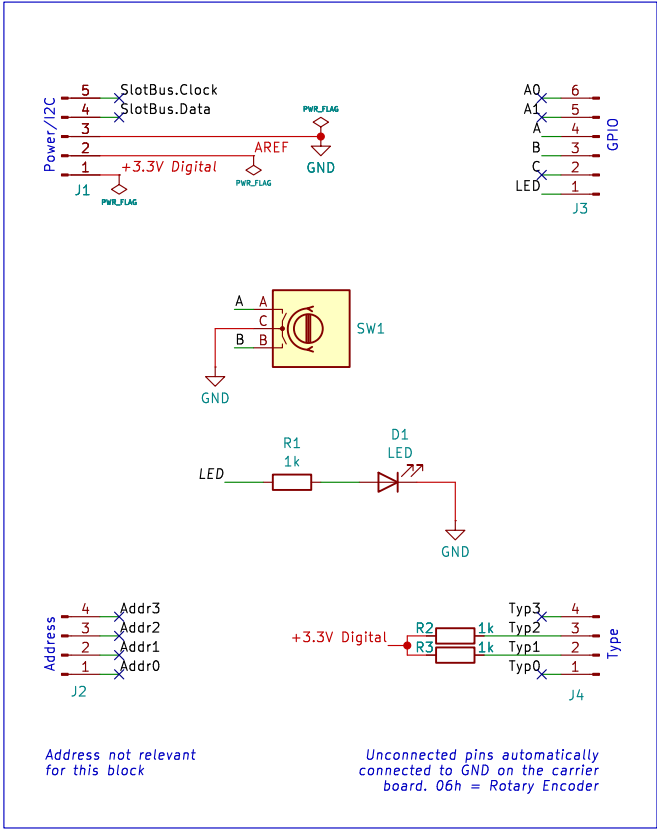 5 SlotBus.Clock
4 SlotBus.Data
3
2 AREF
1 +3.3V Digital
Power/I2C
J1
PWR_FLAG
PWR_FLAG
PWR_FLAG
GND
A0 6
A1 5
A 4
B 3
C 2
LED 1
GPIO
J3
A A
C
B B
SW1
GND
R1
1k
D1
LED
LED
GND
4 Addr3
3 Addr2
2 Addr1
1 Addr0
Address
J2
+3.3V Digital
R2 1k
R3 1k
Typ3 4
Typ2 3
Typ1 2
Typ0 1
Type
J4
Address not relevant
for this block
Unconnected pins automatically
connected to GND on the carrier
board. 06h = Rotary Encoder